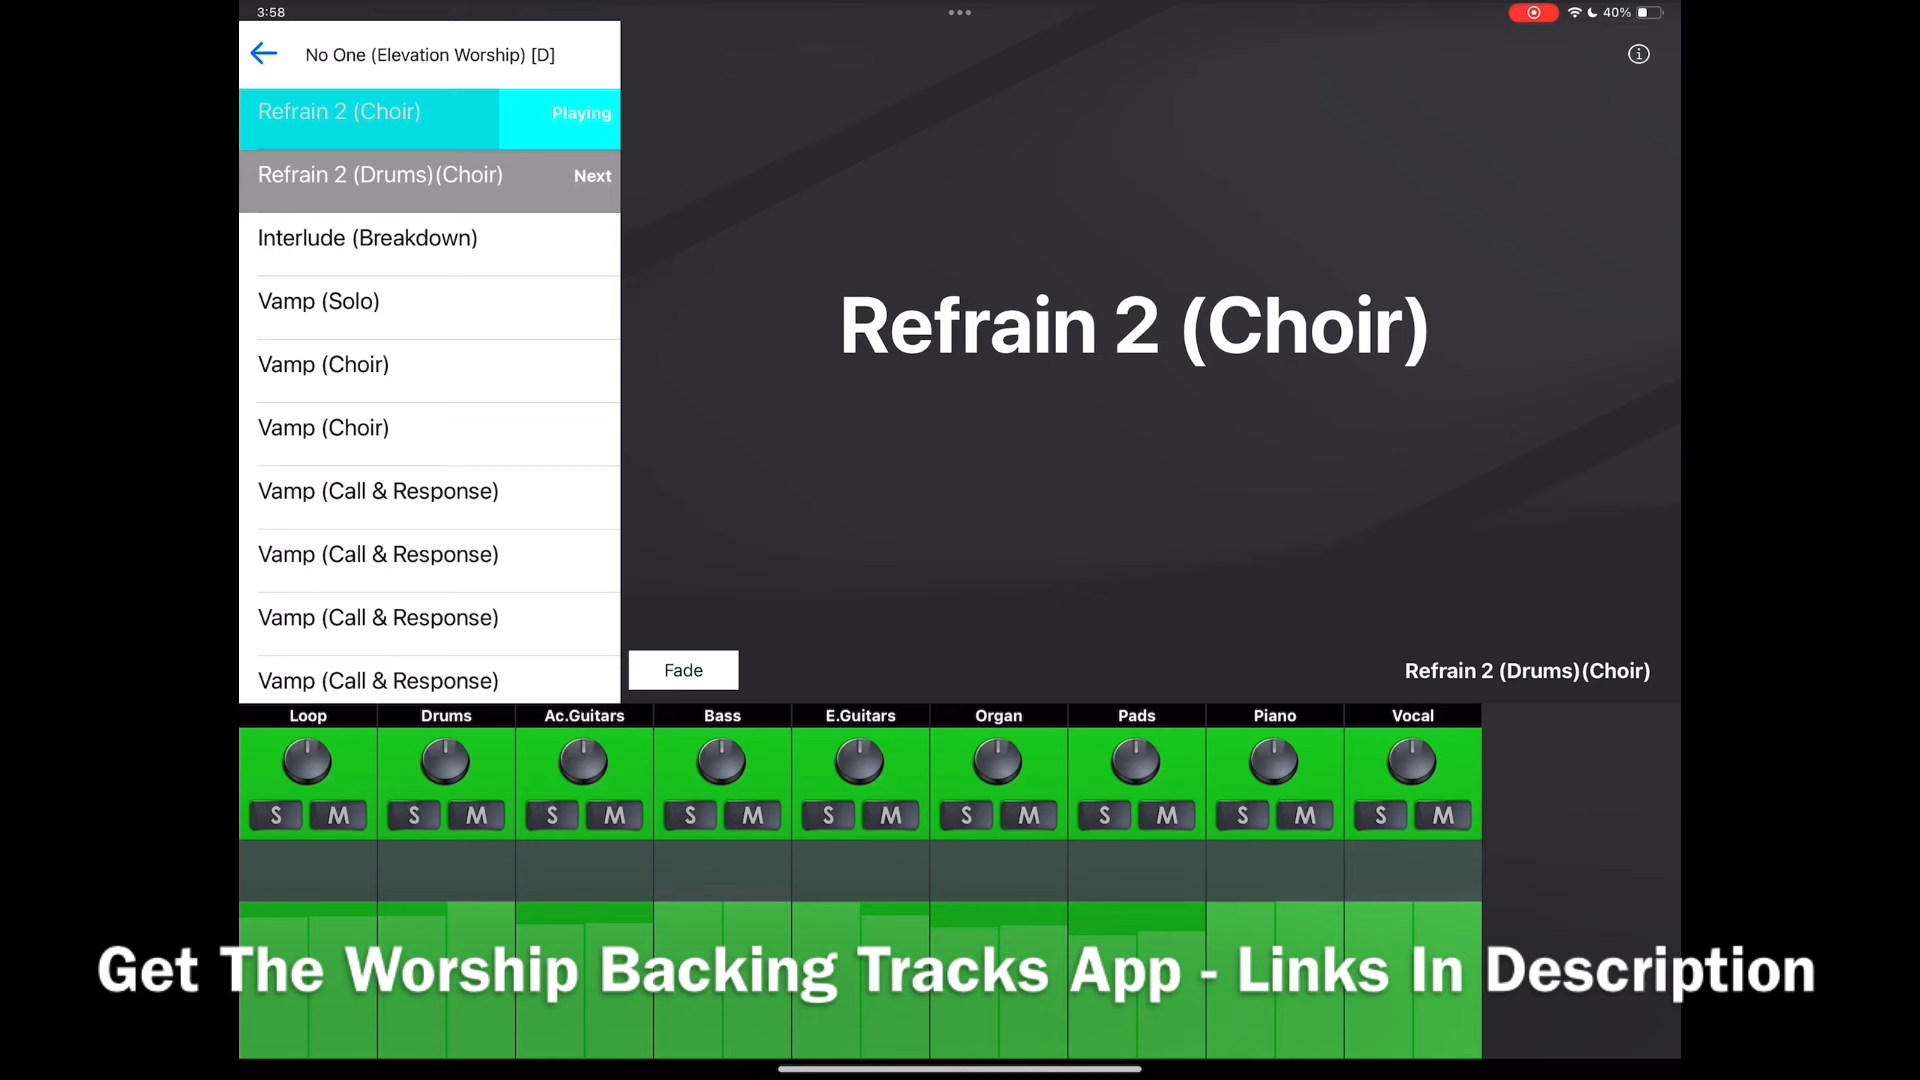 3:58
40%
No One (Elevation Worship) [D]
Refrain 2 (Choir)
Playing
Refrain 2 (Drums)(Choir)
Next
Interlude (Breakdown)
Vamp (Solo)
Vamp (Choir)
Vamp (Choir)
Vamp (Call & Response)
Vamp (Call & Response)
Vamp (Call & Response)
Vamp (Call & Response)
Refrain 2 (Choir)
Fade
Refrain 2 (Drums)(Choir)
Loop Drums Ac.Guitars Bass E.Guitars Organ Pads Piano Vocal
S M S M S M S M S M S M S M S M S M
Get The Worship Backing Tracks App - Links In Description